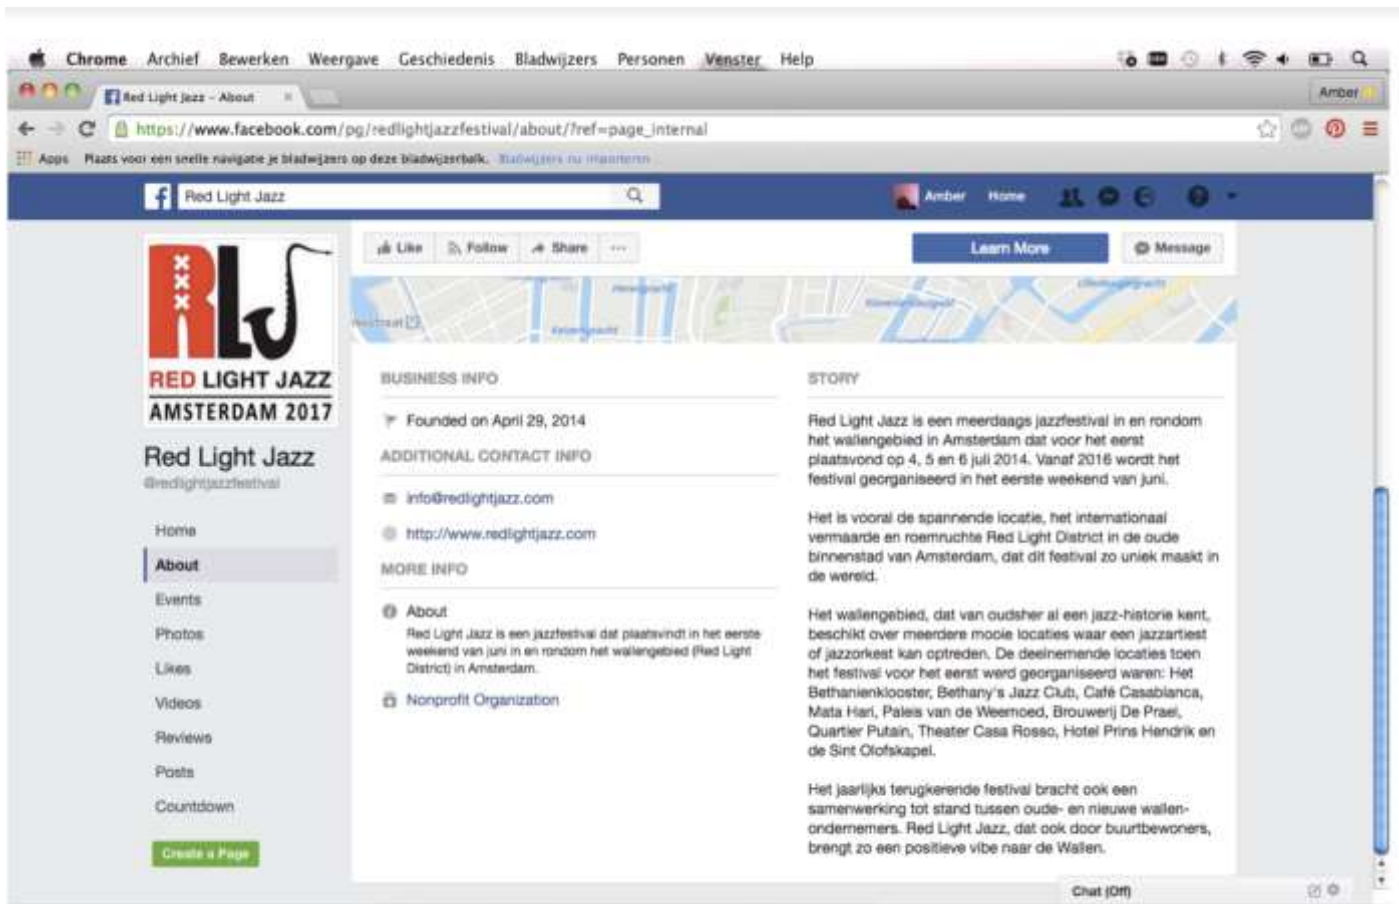 Chrome Archief Bewerken Weergave Geschiedenis Bladwijzers Personen Venster Help
Red Light Jazz - About
Amber
https://www.facebook.com/pg/redlightjazzfestival/about/?ref=page_internal
Apps Plaats voor een snelle navigatie je bladwijzers op deze bladwijzerbalk. Bladwijzers nu importeren...
Red Light Jazz
Amber Home
Like Follow Share ...
Learn More
Message
Herengracht
Keizersgracht
RLJ
RED LIGHT JAZZ
AMSTERDAM 2017
Red Light Jazz
@redlightjazzfestival
Home
About
Events
Photos
Likes
Videos
Reviews
Posts
Countdown
Create a Page
BUSINESS INFO
Founded on April 29, 2014
ADDITIONAL CONTACT INFO
info@redlightjazz.com
http://www.redlightjazz.com
MORE INFO
About
Red Light Jazz is een jazzfestival dat plaatsvindt in het eerste
weekend van juni in en rondom het wallengebied (Red Light
District) in Amsterdam.
Nonprofit Organization
STORY
Red Light Jazz is een meerdaags jazzfestival in en rondom
het wallengebied in Amsterdam dat voor het eerst
plaatsvond op 4, 5 en 6 juli 2014. Vanaf 2016 wordt het
festival georganiseerd in het eerste weekend van juni.
Het is vooral de spannende locatie, het internationaal
vermaarde en roemruchte Red Light District in de oude
binnenstad van Amsterdam, dat dit festival zo uniek maakt in
de wereld.
Het wallengebied, dat van oudsher al een jazz-historie kent,
beschikt over meerdere mooie locaties waar een jazzartiest
of jazzorkest kan optreden. De deelnemende locaties toen
het festival voor het eerst werd georganiseerd waren: Het
Bethanienklooster, Bethany's Jazz Club, Café Casablanca,
Mata Hari, Paleis van de Weemoed, Brouwerij De Prael,
Quartier Putain, Theater Casa Rosso, Hotel Prins Hendrik en
de Sint Olofskapel.
Het jaarlijks terugkerende festival bracht ook een
samenwerking tot stand tussen oude- en nieuwe wallen-
ondernemers. Red Light Jazz, dat ook door buurtbewoners,
brengt zo een positieve vibe naar de Wallen.
Chat (Off)